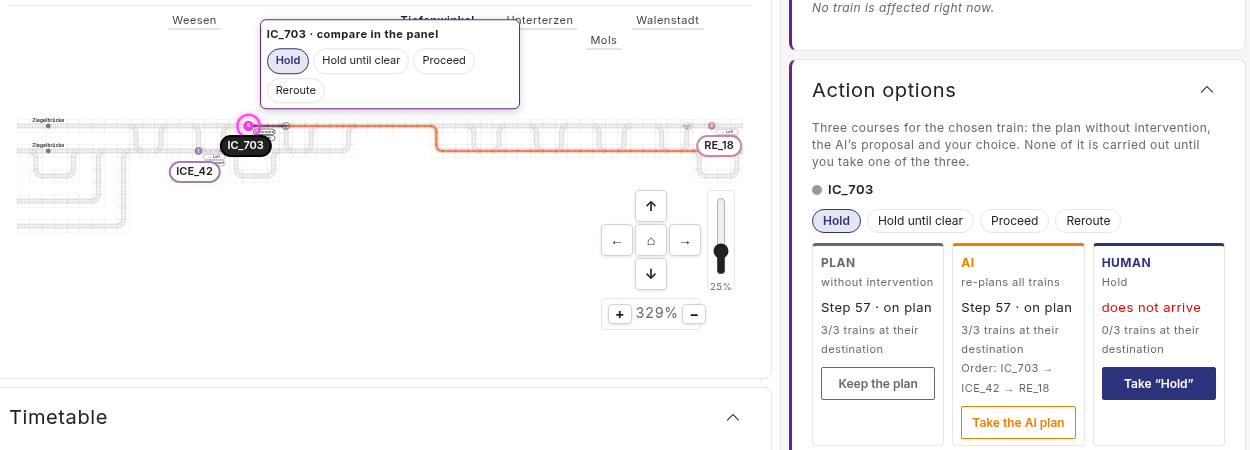 Weesen
Unterterzen
Walenstadt
Mols
IC_703 · compare in the panel
Hold
Hold until clear
Proceed
Reroute
Ziegelbrücke
Ziegelbrücke
IC_703
ICE_42
RE_18
↑
←
⌂
→
↓
25%
+
329%
−
Timetable
No train is affected right now.
Action options
Three courses for the chosen train: the plan without intervention,
the AI's proposal and your choice. None of it is carried out until
you take one of the three.
IC_703
Hold
Hold until clear
Proceed
Reroute
PLAN
without intervention
Step 57 · on plan
3/3 trains at their
destination
Keep the plan
AI
re-plans all trains
Step 57 · on plan
3/3 trains at their
destination
Order: IC_703 →
ICE_42 → RE_18
Take the AI plan
HUMAN
Hold
does not arrive
0/3 trains at their
destination
Take “Hold”